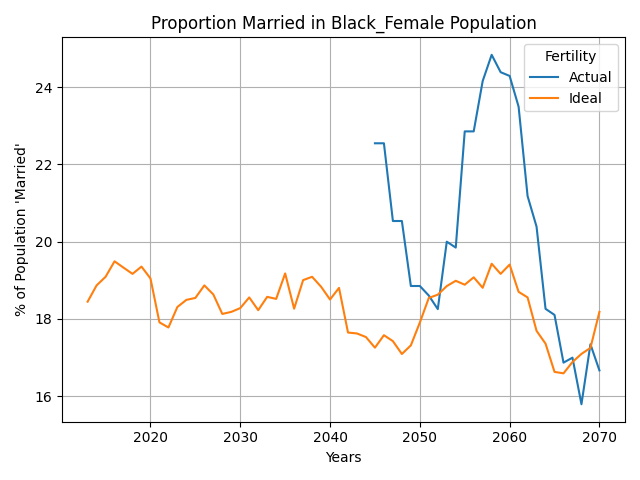 Proportion Married in Black_Female Population
% of Population 'Married'
24
22
20
18
16
Fertility
Actual
Ideal
2020 2030 2040 2050 2060 2070
Years